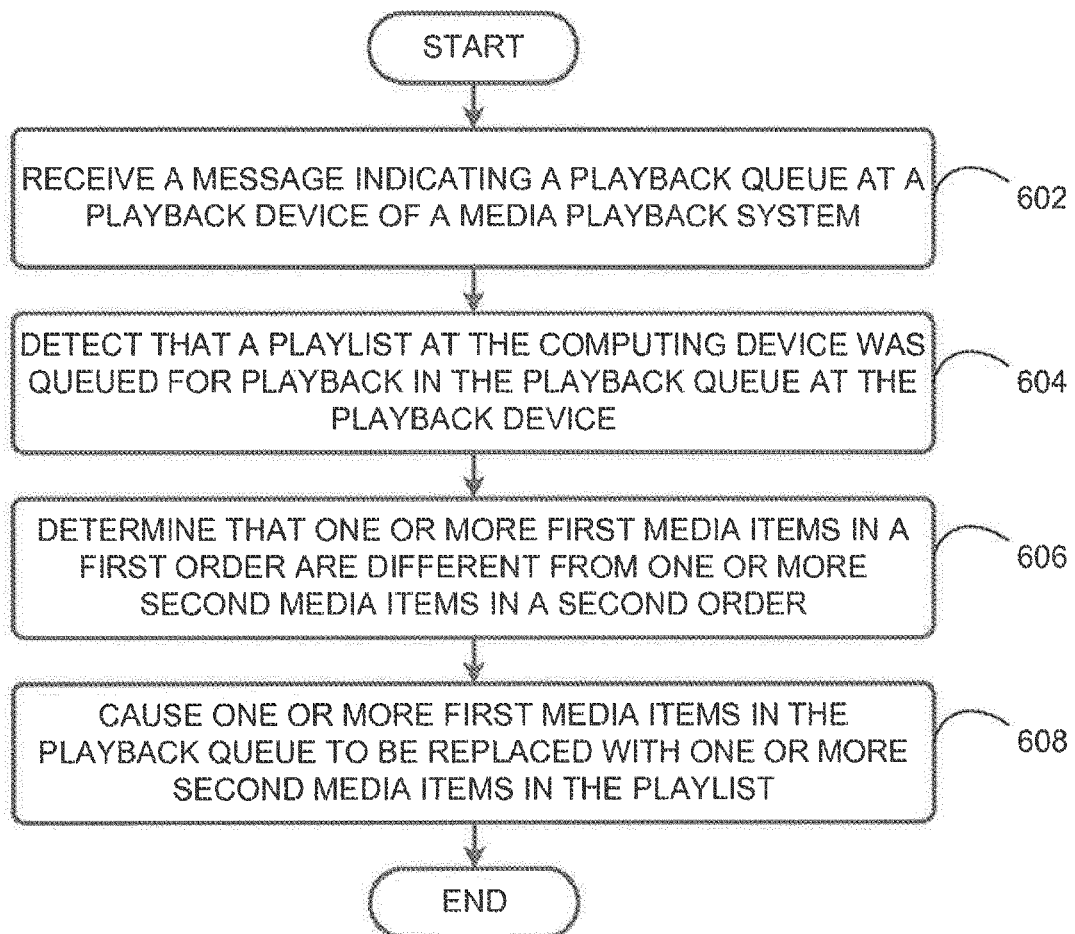 START
RECEIVE A MESSAGE INDICATING A PLAYBACK QUEUE AT A
PLAYBACK DEVICE OF A MEDIA PLAYBACK SYSTEM
602
DETECT THAT A PLAYLIST AT THE COMPUTING DEVICE WAS
QUEUED FOR PLAYBACK IN THE PLAYBACK QUEUE AT THE
PLAYBACK DEVICE
604
DETERMINE THAT ONE OR MORE FIRST MEDIA ITEMS IN A
FIRST ORDER ARE DIFFERENT FROM ONE OR MORE
SECOND MEDIA ITEMS IN A SECOND ORDER
606
CAUSE ONE OR MORE FIRST MEDIA ITEMS IN THE
PLAYBACK QUEUE TO BE REPLACED WITH ONE OR MORE
SECOND MEDIA ITEMS IN THE PLAYLIST
608
END